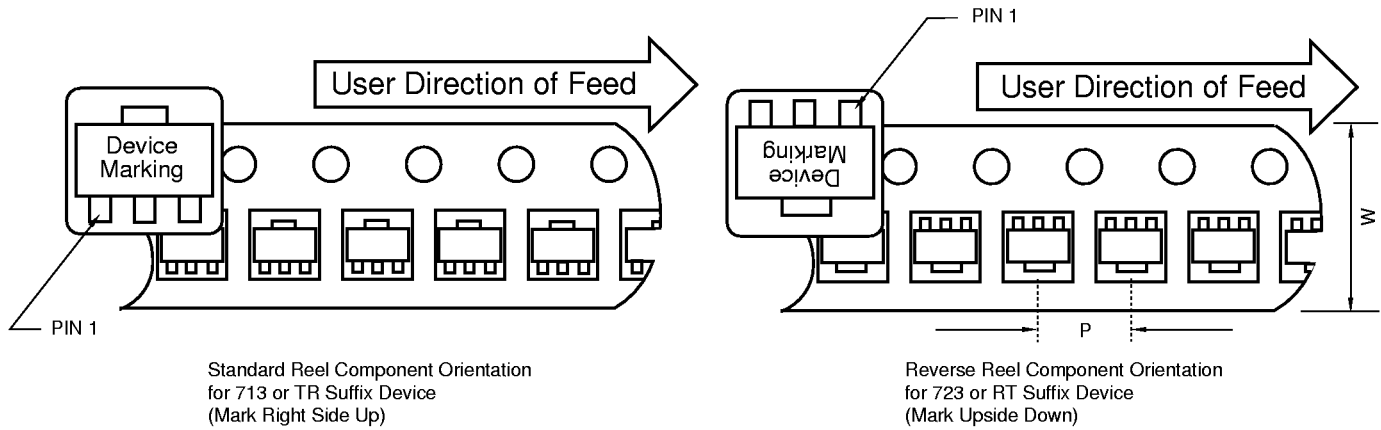 PIN 1
User Direction of Feed
Device
Marking
PIN 1
Standard Reel Component Orientation
for 713 or TR Suffix Device
(Mark Right Side Up)
PIN 1
User Direction of Feed
Device
Marking
W
P
Reverse Reel Component Orientation
for 723 or RT Suffix Device
(Mark Upside Down)